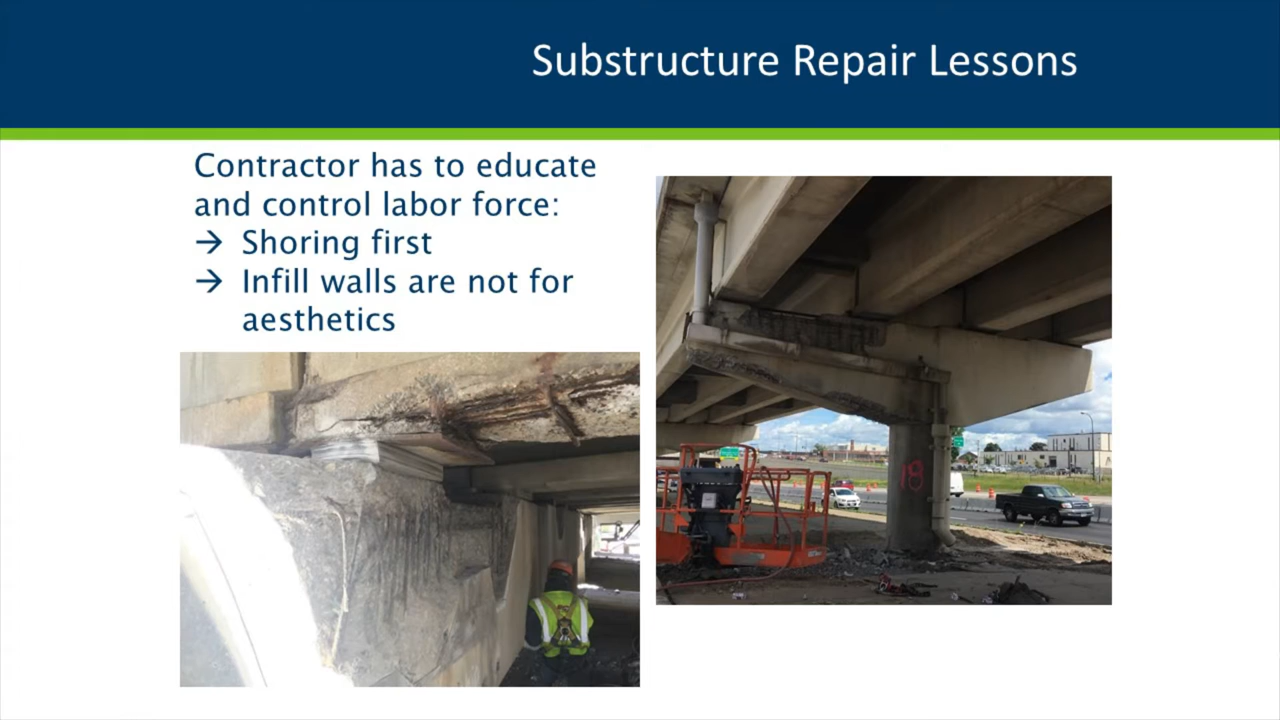 Substructure Repair Lessons
Contractor has to educate
and control labor force:
→ Shoring first
→ Infill walls are not for
aesthetics
18